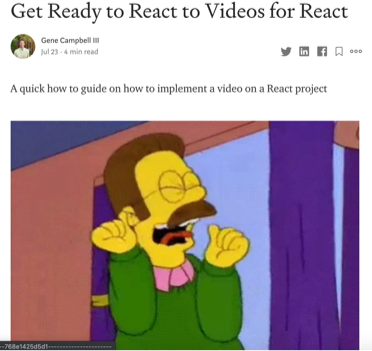 Get Ready to React to Videos for React
Gene Campbell III
Jul 23 · 4 min read
A quick how to guide on how to implement a video on a React project
--768e1425d5d1----------------------